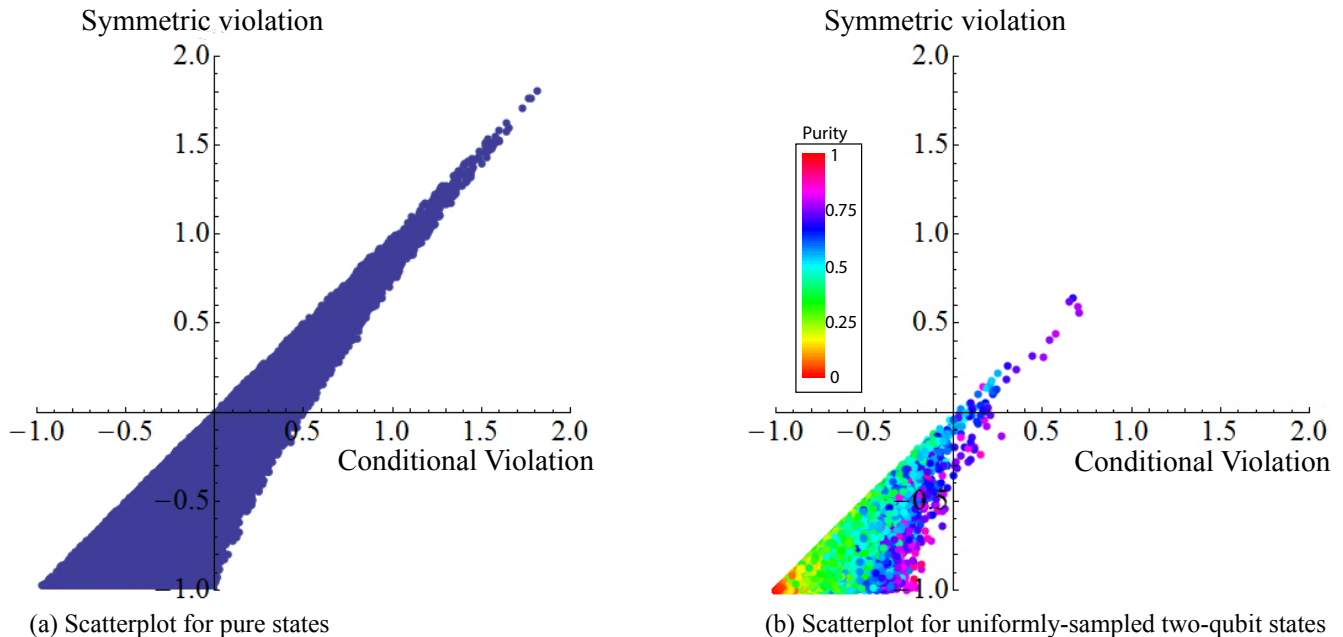 Symmetric violation
2.0
1.5
1.0
0.5
−1.0 −0.5 0.5 1.0 1.5 2.0
Conditional Violation
−0.5
−1.0
(a) Scatterplot for pure states
Symmetric violation
2.0
1.5
1.0
0.5
Purity
1
0.75
0.5
0.25
0
−1.0 −0.5 0.5 1.0 1.5 2.0
Conditional Violation
−0.5
−1.0
(b) Scatterplot for uniformly-sampled two-qubit states